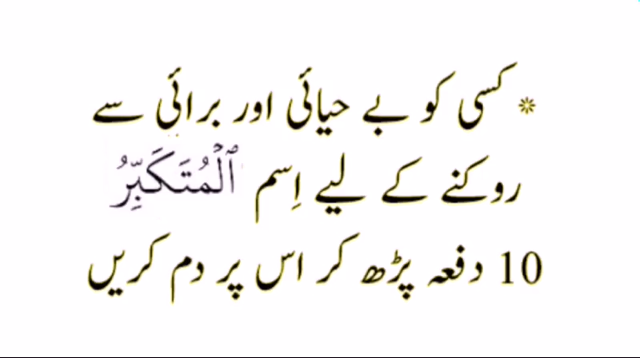 * کسی کو بے حیائی اور برائی سے
روکنے کے لیے اِسم اَلْمُتَكَبِّرُ
10 دفعہ پڑھ کر اس پر دم کریں